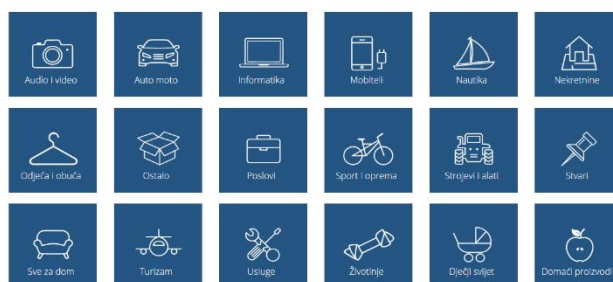 Audio i video
Auto moto
Informatika
Mobiteli
Nautika
Nekretnine
Odjeća i obuća
Ostalo
Poslovi
Sport i oprema
Strojevi i alati
Stvari
Sve za dom
Turizam
Usluge
Životinje
Dječji svijet
Domaći proizvodi